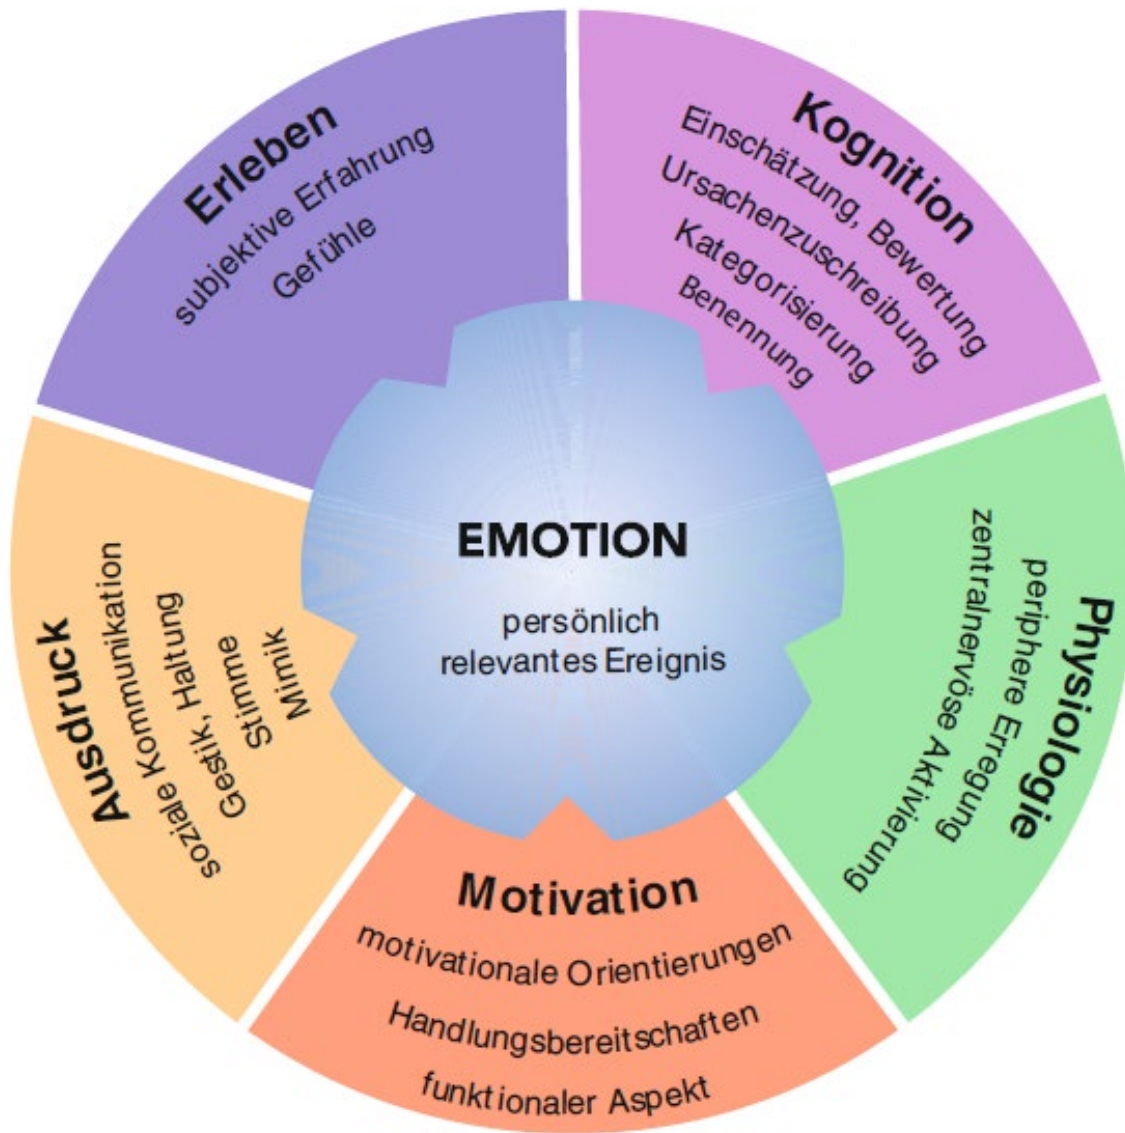 Erleben
subjektive Erfahrung
Gefühle
Kognition
Einschätzung, Bewertung
Ursachenzuschreibung
Kategorisierung
Benennung
EMOTION
persönlich
relevantes Ereignis
Physiologie
periphere Erregung
zentralnervöse Aktivierung
Motivation
motivationale Orientierungen
Handlungsbereitschaften
funktionaler Aspekt
Ausdruck
soziale Kommunikation
Gestik, Haltung
Stimme
Mimik